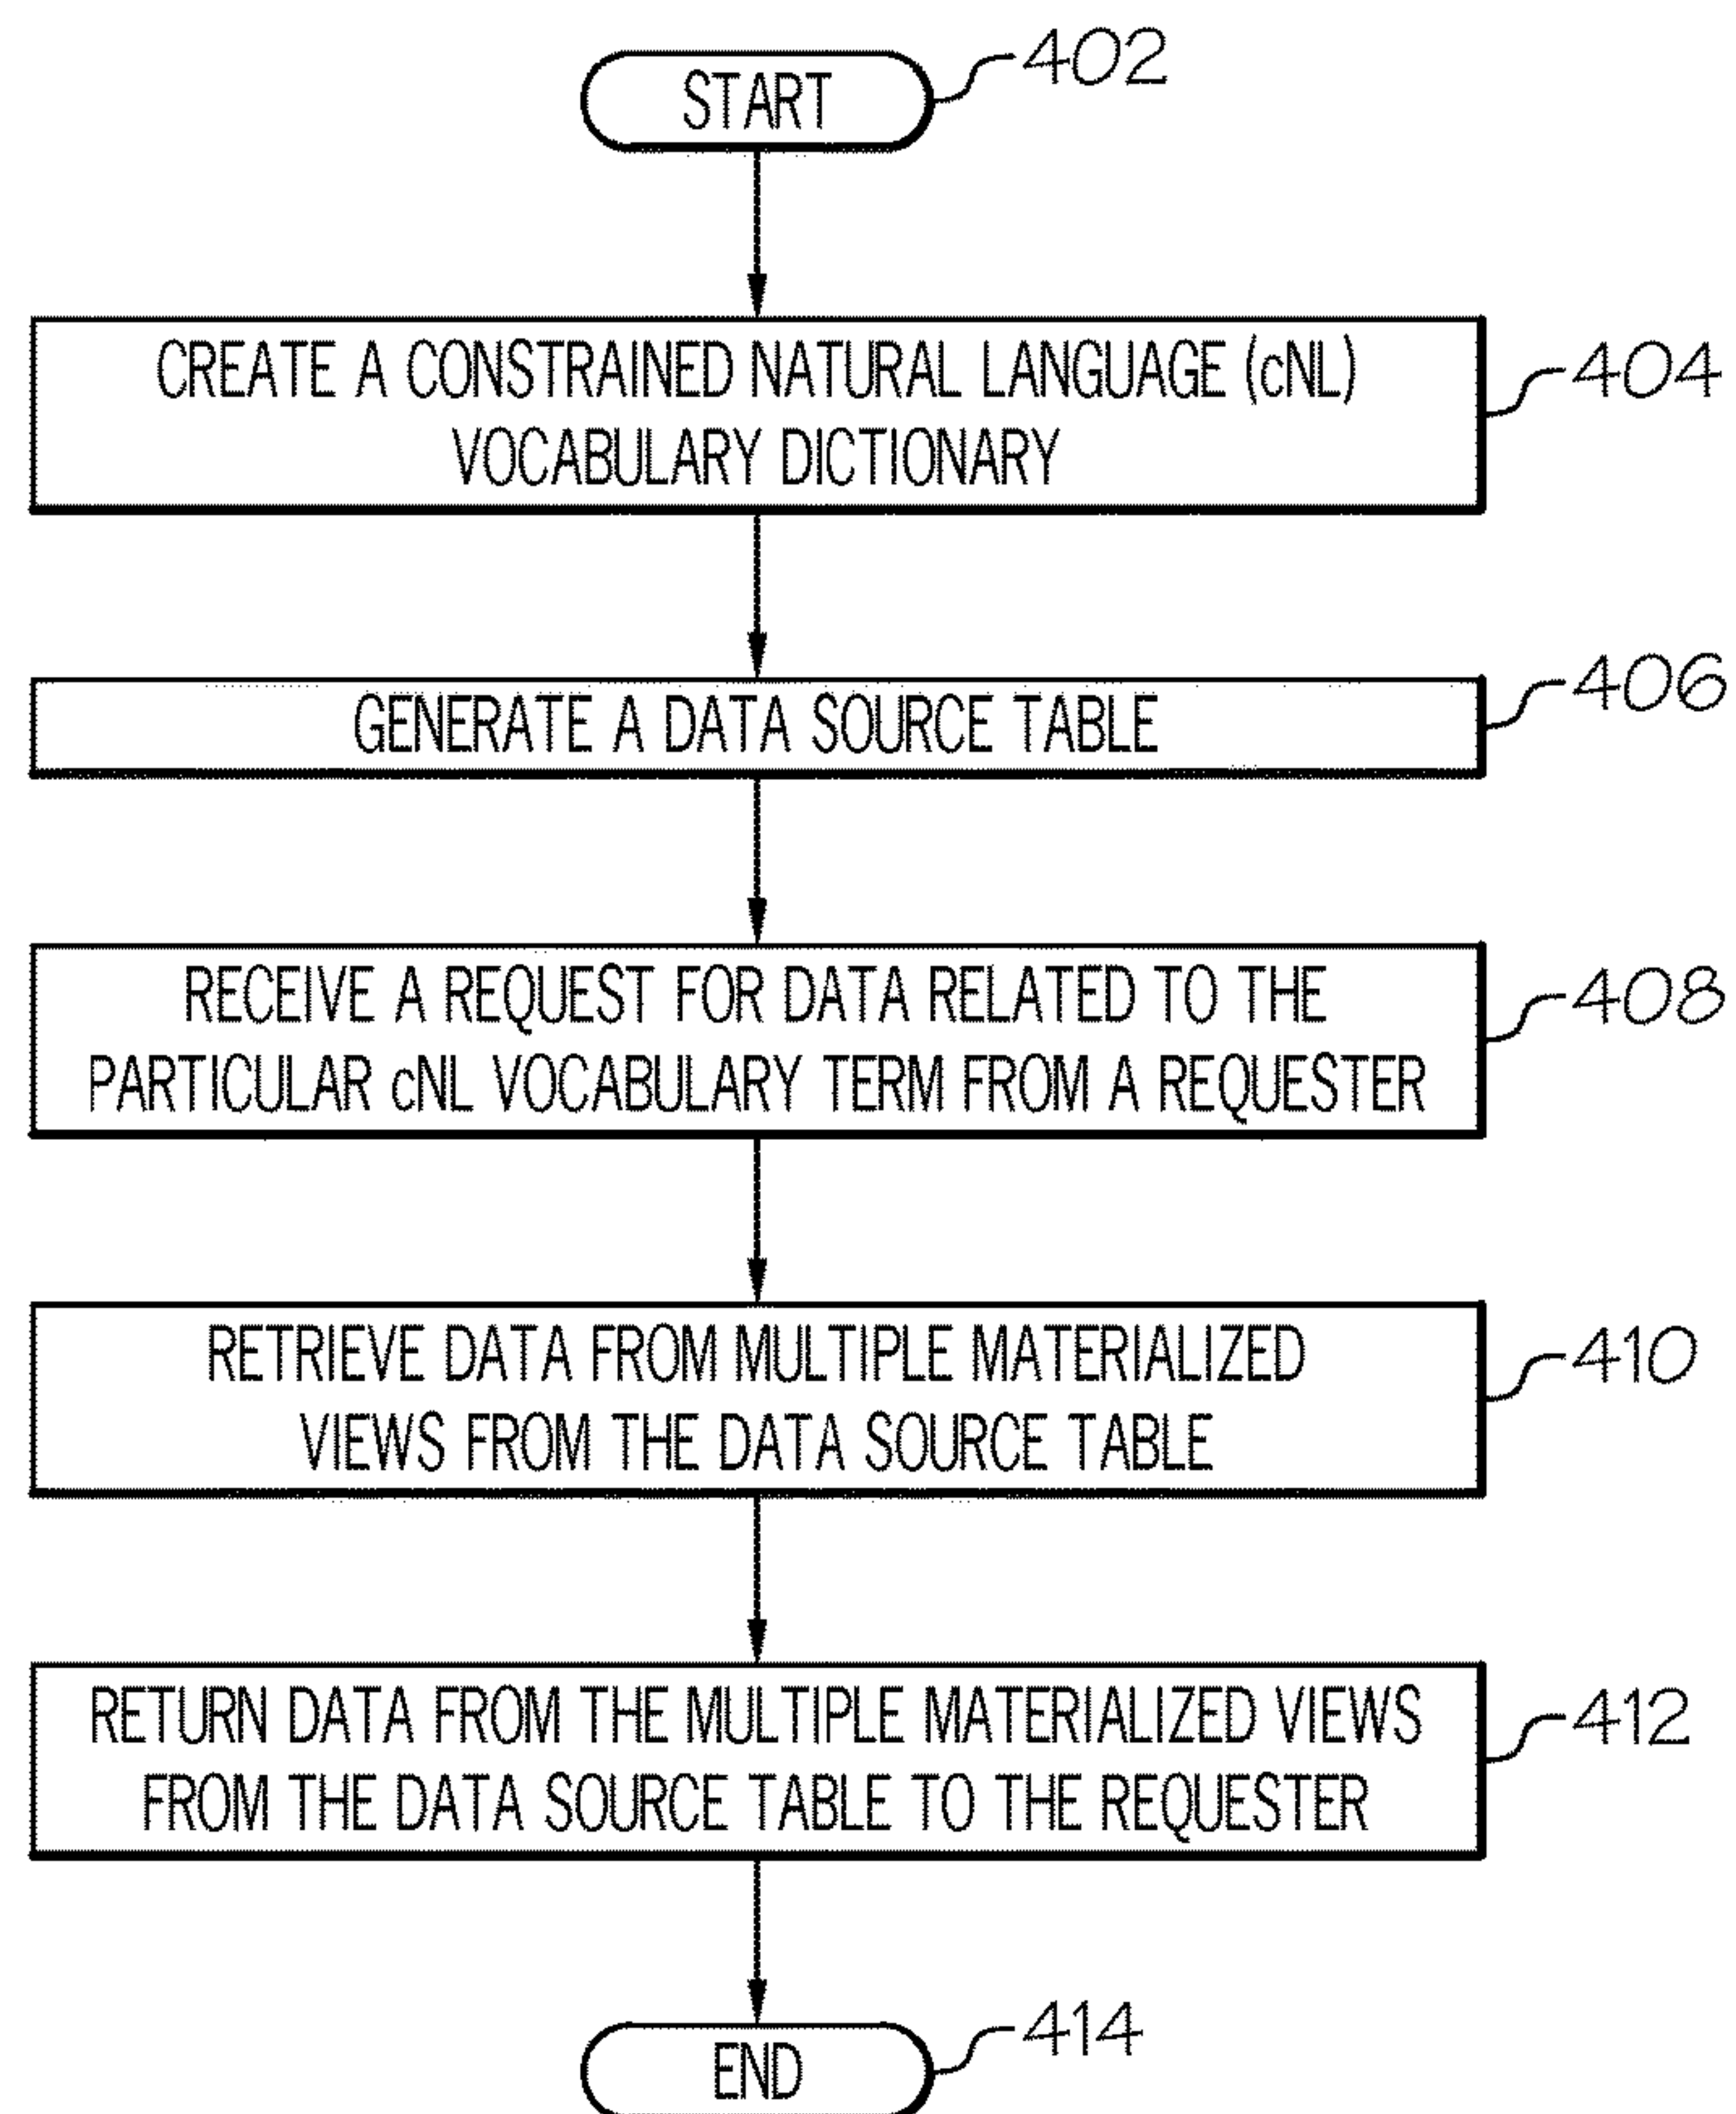 START
402
CREATE A CONSTRAINED NATURAL LANGUAGE (cNL)
VOCABULARY DICTIONARY
404
GENERATE A DATA SOURCE TABLE
406
RECEIVE A REQUEST FOR DATA RELATED TO THE
PARTICULAR cNL VOCABULARY TERM FROM A REQUESTER
408
RETRIEVE DATA FROM MULTIPLE MATERIALIZED
VIEWS FROM THE DATA SOURCE TABLE
410
RETURN DATA FROM THE MULTIPLE MATERIALIZED VIEWS
FROM THE DATA SOURCE TABLE TO THE REQUESTER
412
END
414